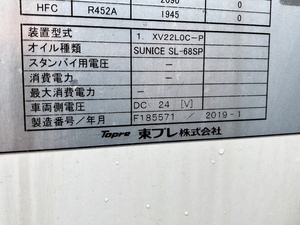 2090 0
HFC R452A 1945 0
装置型式 1. XV22LOC-P
オイル種類 SUNICE SL-68SP
スタンバイ用電圧 -
消費電力 -
最大消費電力 -
車両側電圧 DC 24 [V]
製造番号／年月 F185571 / 2019-1
Topre 東プレ株式会社